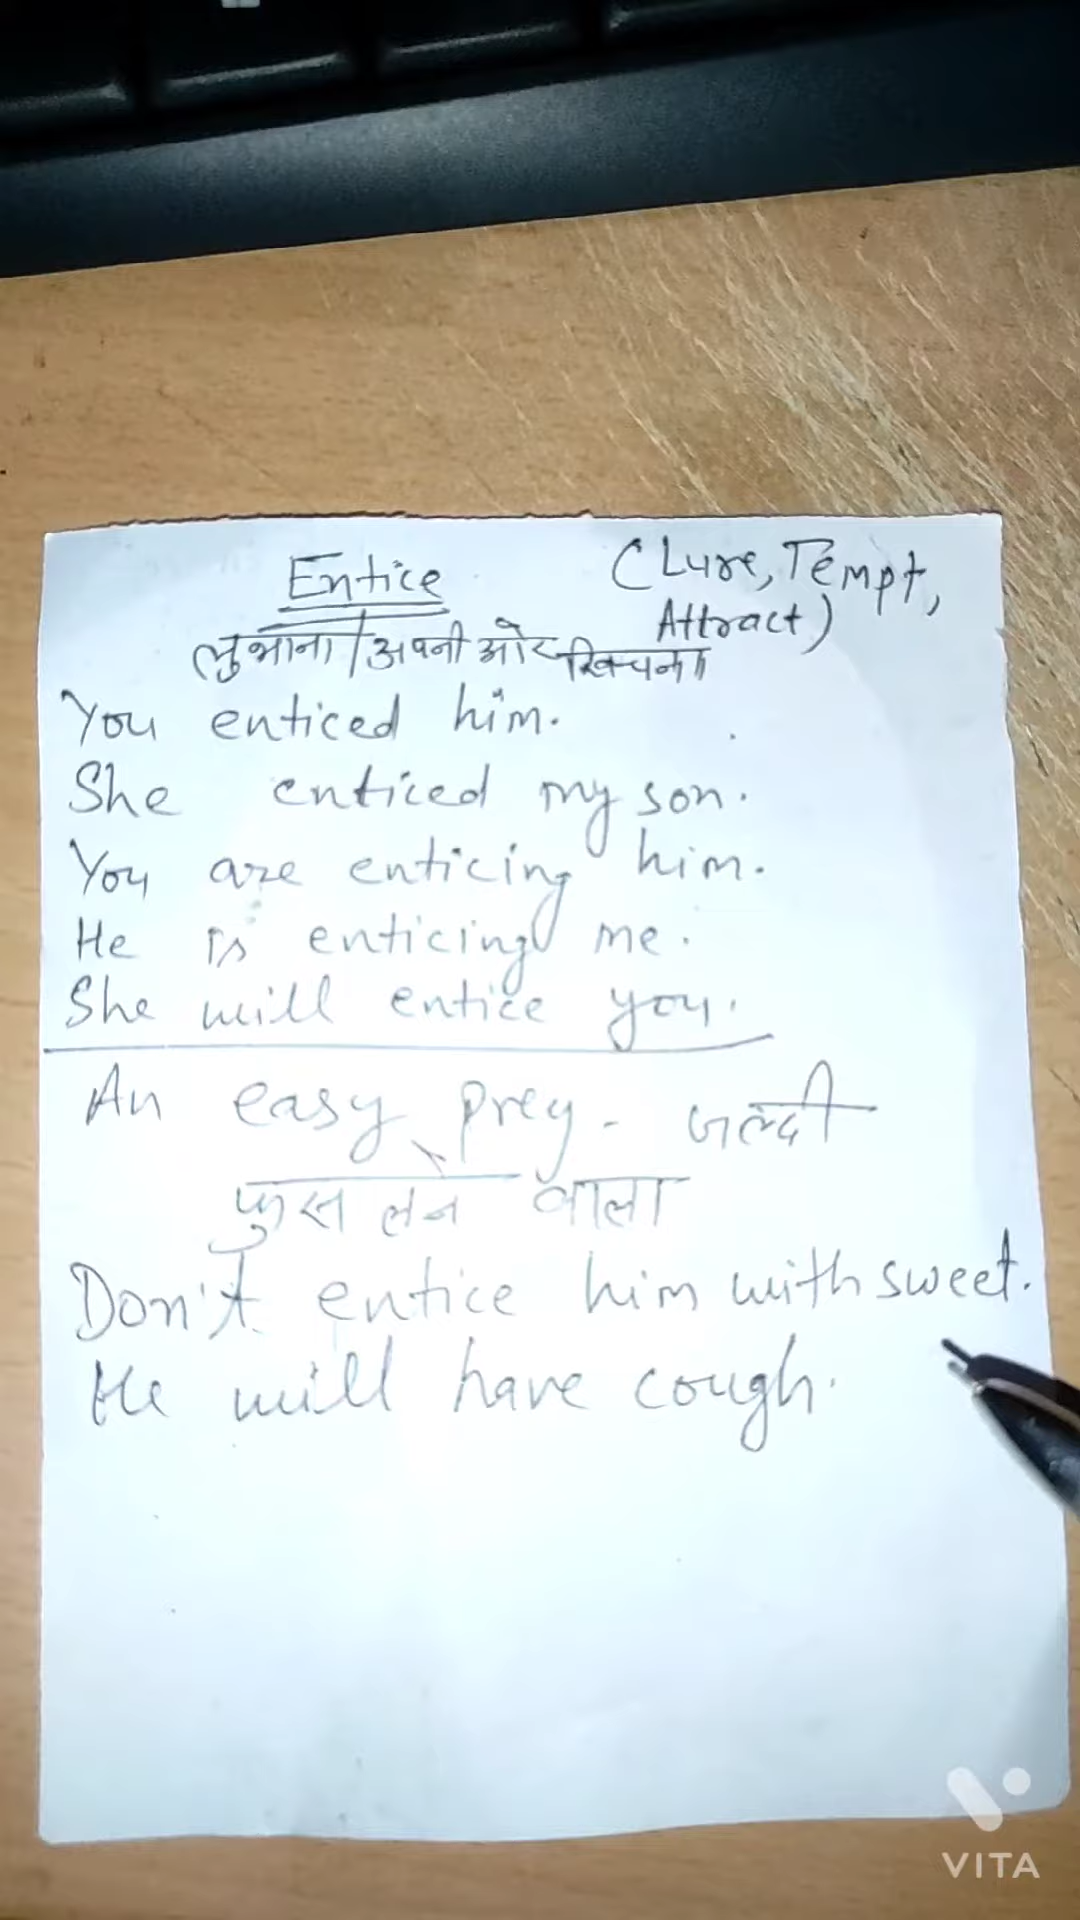 Entice (Lure, Tempt,
Attract)
लुभाना / अपनी ओर खिंचना
You enticed him.
She enticed my son.
You are enticing him.
He is enticing me.
She will entice you.
An easy prey - जल्दी
फुसलने वाला
Don't entice him with sweet.
He will have cough.
VITA